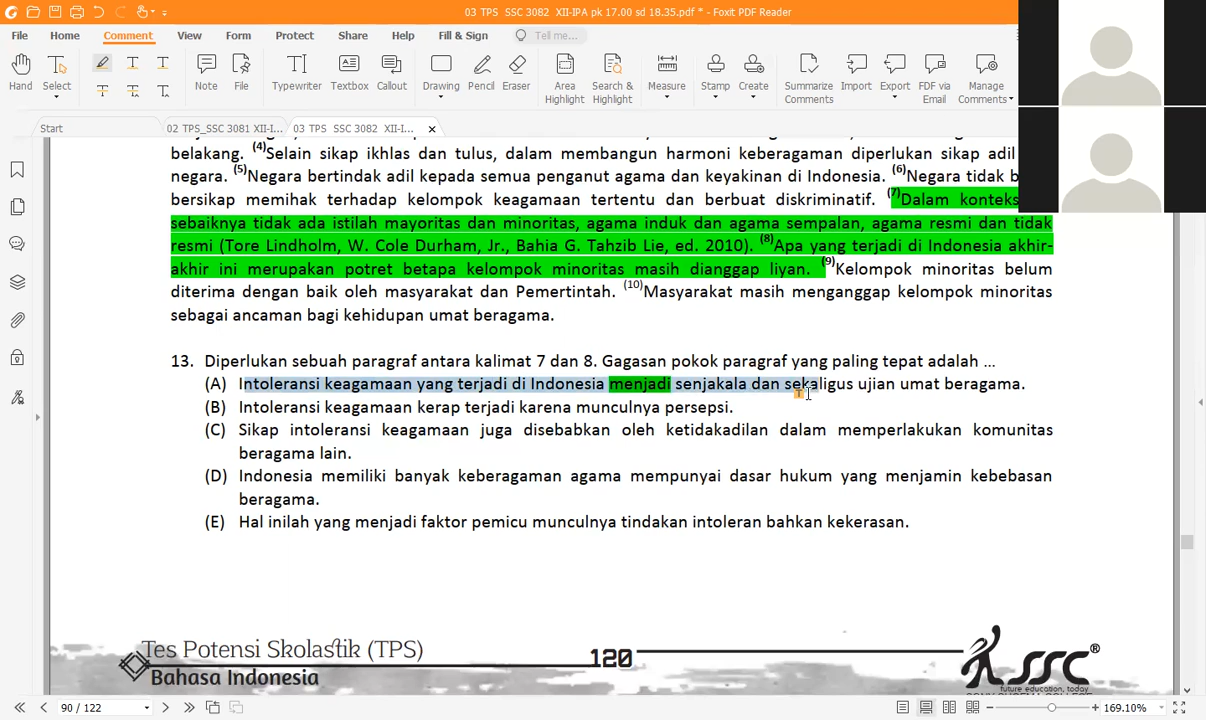 03 TPS SSC 3082 XII-IPA pk 17.00 sd 18.35.pdf * - Foxit PDF Reader
File Home Comment View Form Protect Share Help Fill & Sign Tell me...
Hand Select Note File Typewriter Textbox Callout Drawing Pencil Eraser Area Highlight Search & Highlight Measure Stamp Create Summarize Comments Import Export FDF via Email Manage Comments
Start 02 TPS_SSC 3081 XII-I... 03 TPS SSC 3082 XII-I...
belakang. (4)Selain sikap ikhlas dan tulus, dalam membangun harmoni keberagaman diperlukan sikap adil
negara. (5)Negara bertindak adil kepada semua penganut agama dan keyakinan di Indonesia. (6)Negara tidak b
bersikap memihak terhadap kelompok keagamaan tertentu dan berbuat diskriminatif. (7)Dalam konteks
sebaiknya tidak ada istilah mayoritas dan minoritas, agama induk dan agama sempalan, agama resmi dan tidak
resmi (Tore Lindholm, W. Cole Durham, Jr., Bahia G. Tahzib Lie, ed. 2010). (8)Apa yang terjadi di Indonesia akhir-
akhir ini merupakan potret betapa kelompok minoritas masih dianggap liyan. (9)Kelompok minoritas belum
diterima dengan baik oleh masyarakat dan Pemertintah. (10)Masyarakat masih menganggap kelompok minoritas
sebagai ancaman bagi kehidupan umat beragama.
13. Diperlukan sebuah paragraf antara kalimat 7 dan 8. Gagasan pokok paragraf yang paling tepat adalah ...
(A) Intoleransi keagamaan yang terjadi di Indonesia menjadi senjakala dan sekaligus ujian umat beragama.
(B) Intoleransi keagamaan kerap terjadi karena munculnya persepsi.
(C) Sikap intoleransi keagamaan juga disebabkan oleh ketidakadilan dalam memperlakukan komunitas
beragama lain.
(D) Indonesia memiliki banyak keberagaman agama mempunyai dasar hukum yang menjamin kebebasan
beragama.
(E) Hal inilah yang menjadi faktor pemicu munculnya tindakan intoleran bahkan kekerasan.
Tes Potensi Skolastik (TPS)
Bahasa Indonesia
120
SSC®
future education, today
90 / 122
169.10%